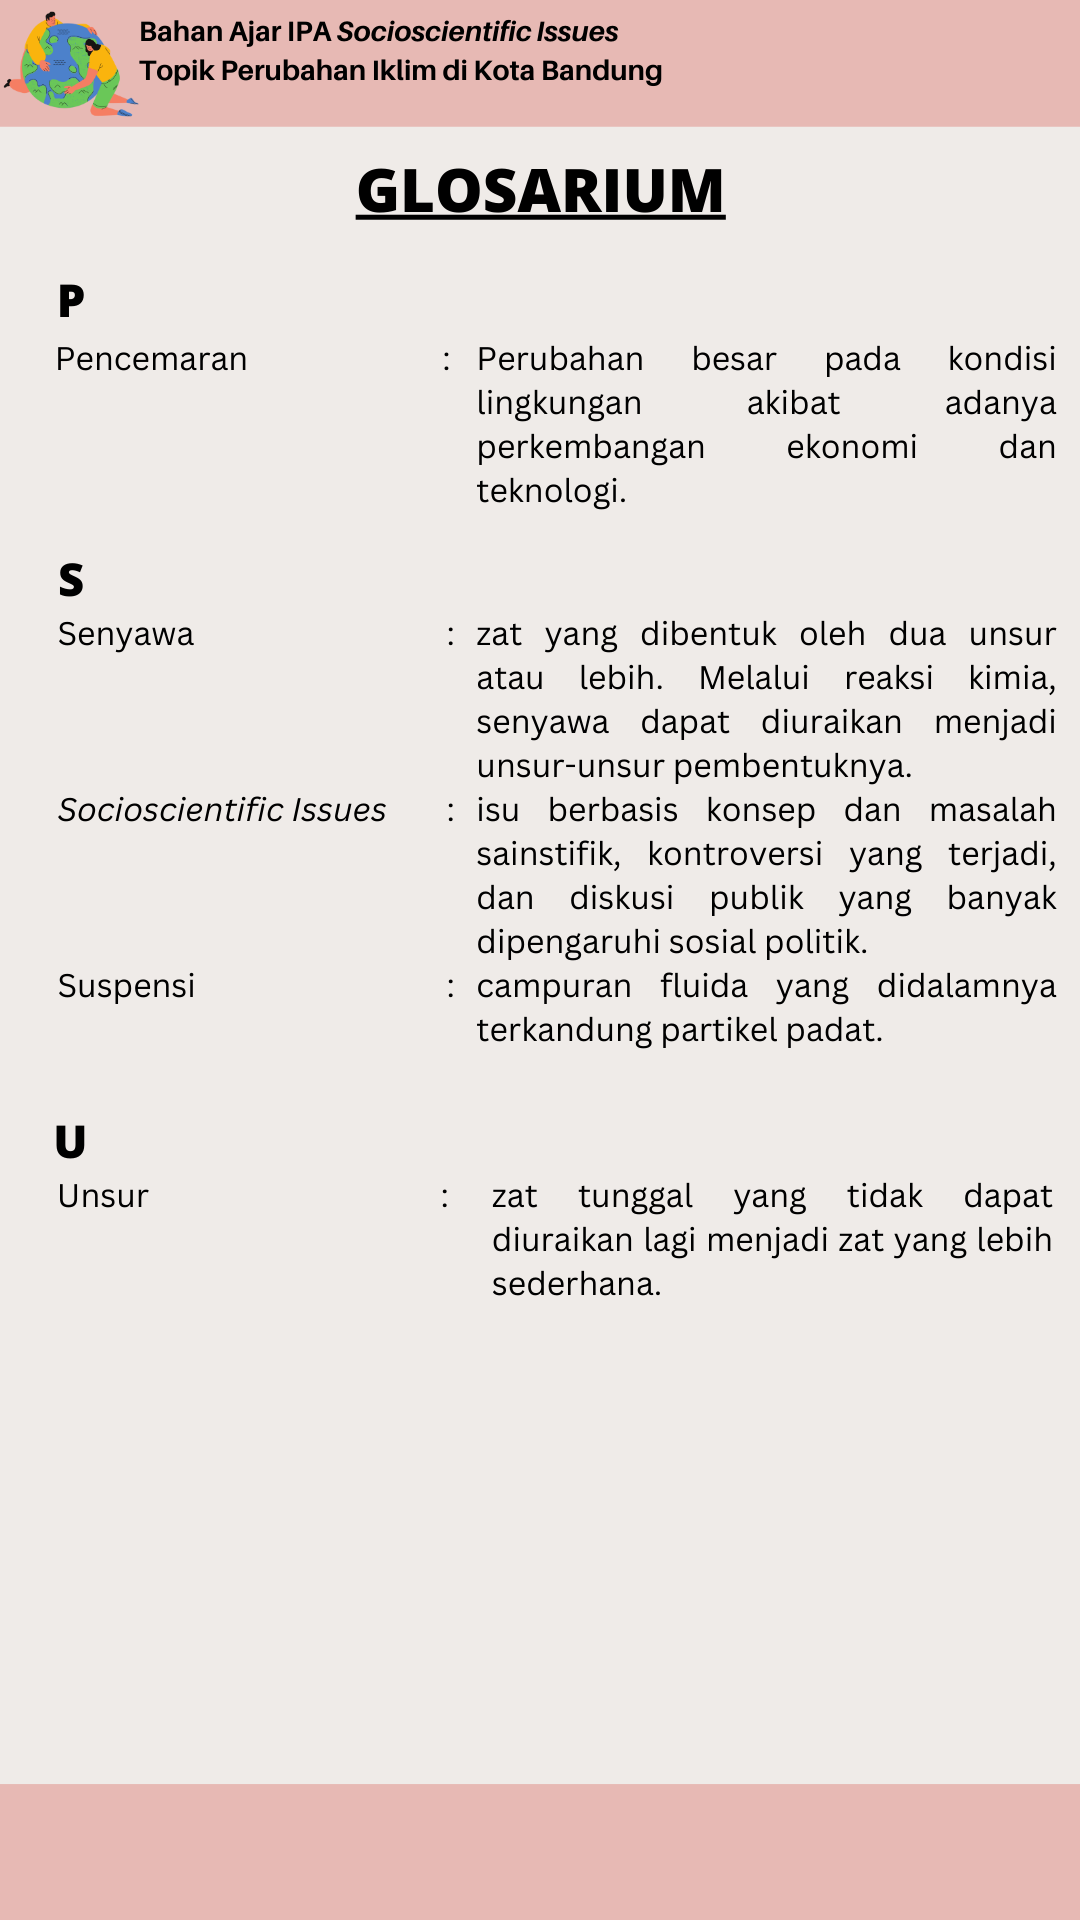 Bahan Ajar IPA Socioscientific Issues
Topik Perubahan Iklim di Kota Bandung
GLOSARIUM
P
Pencemaran : Perubahan besar pada kondisi
lingkungan akibat adanya
perkembangan ekonomi dan
teknologi.
S
Senyawa : zat yang dibentuk oleh dua unsur
atau lebih. Melalui reaksi kimia,
senyawa dapat diuraikan menjadi
unsur-unsur pembentuknya.
Socioscientific Issues : isu berbasis konsep dan masalah
sainstifik, kontroversi yang terjadi,
dan diskusi publik yang banyak
dipengaruhi sosial politik.
Suspensi : campuran fluida yang didalamnya
terkandung partikel padat.
U
Unsur : zat tunggal yang tidak dapat
diuraikan lagi menjadi zat yang lebih
sederhana.